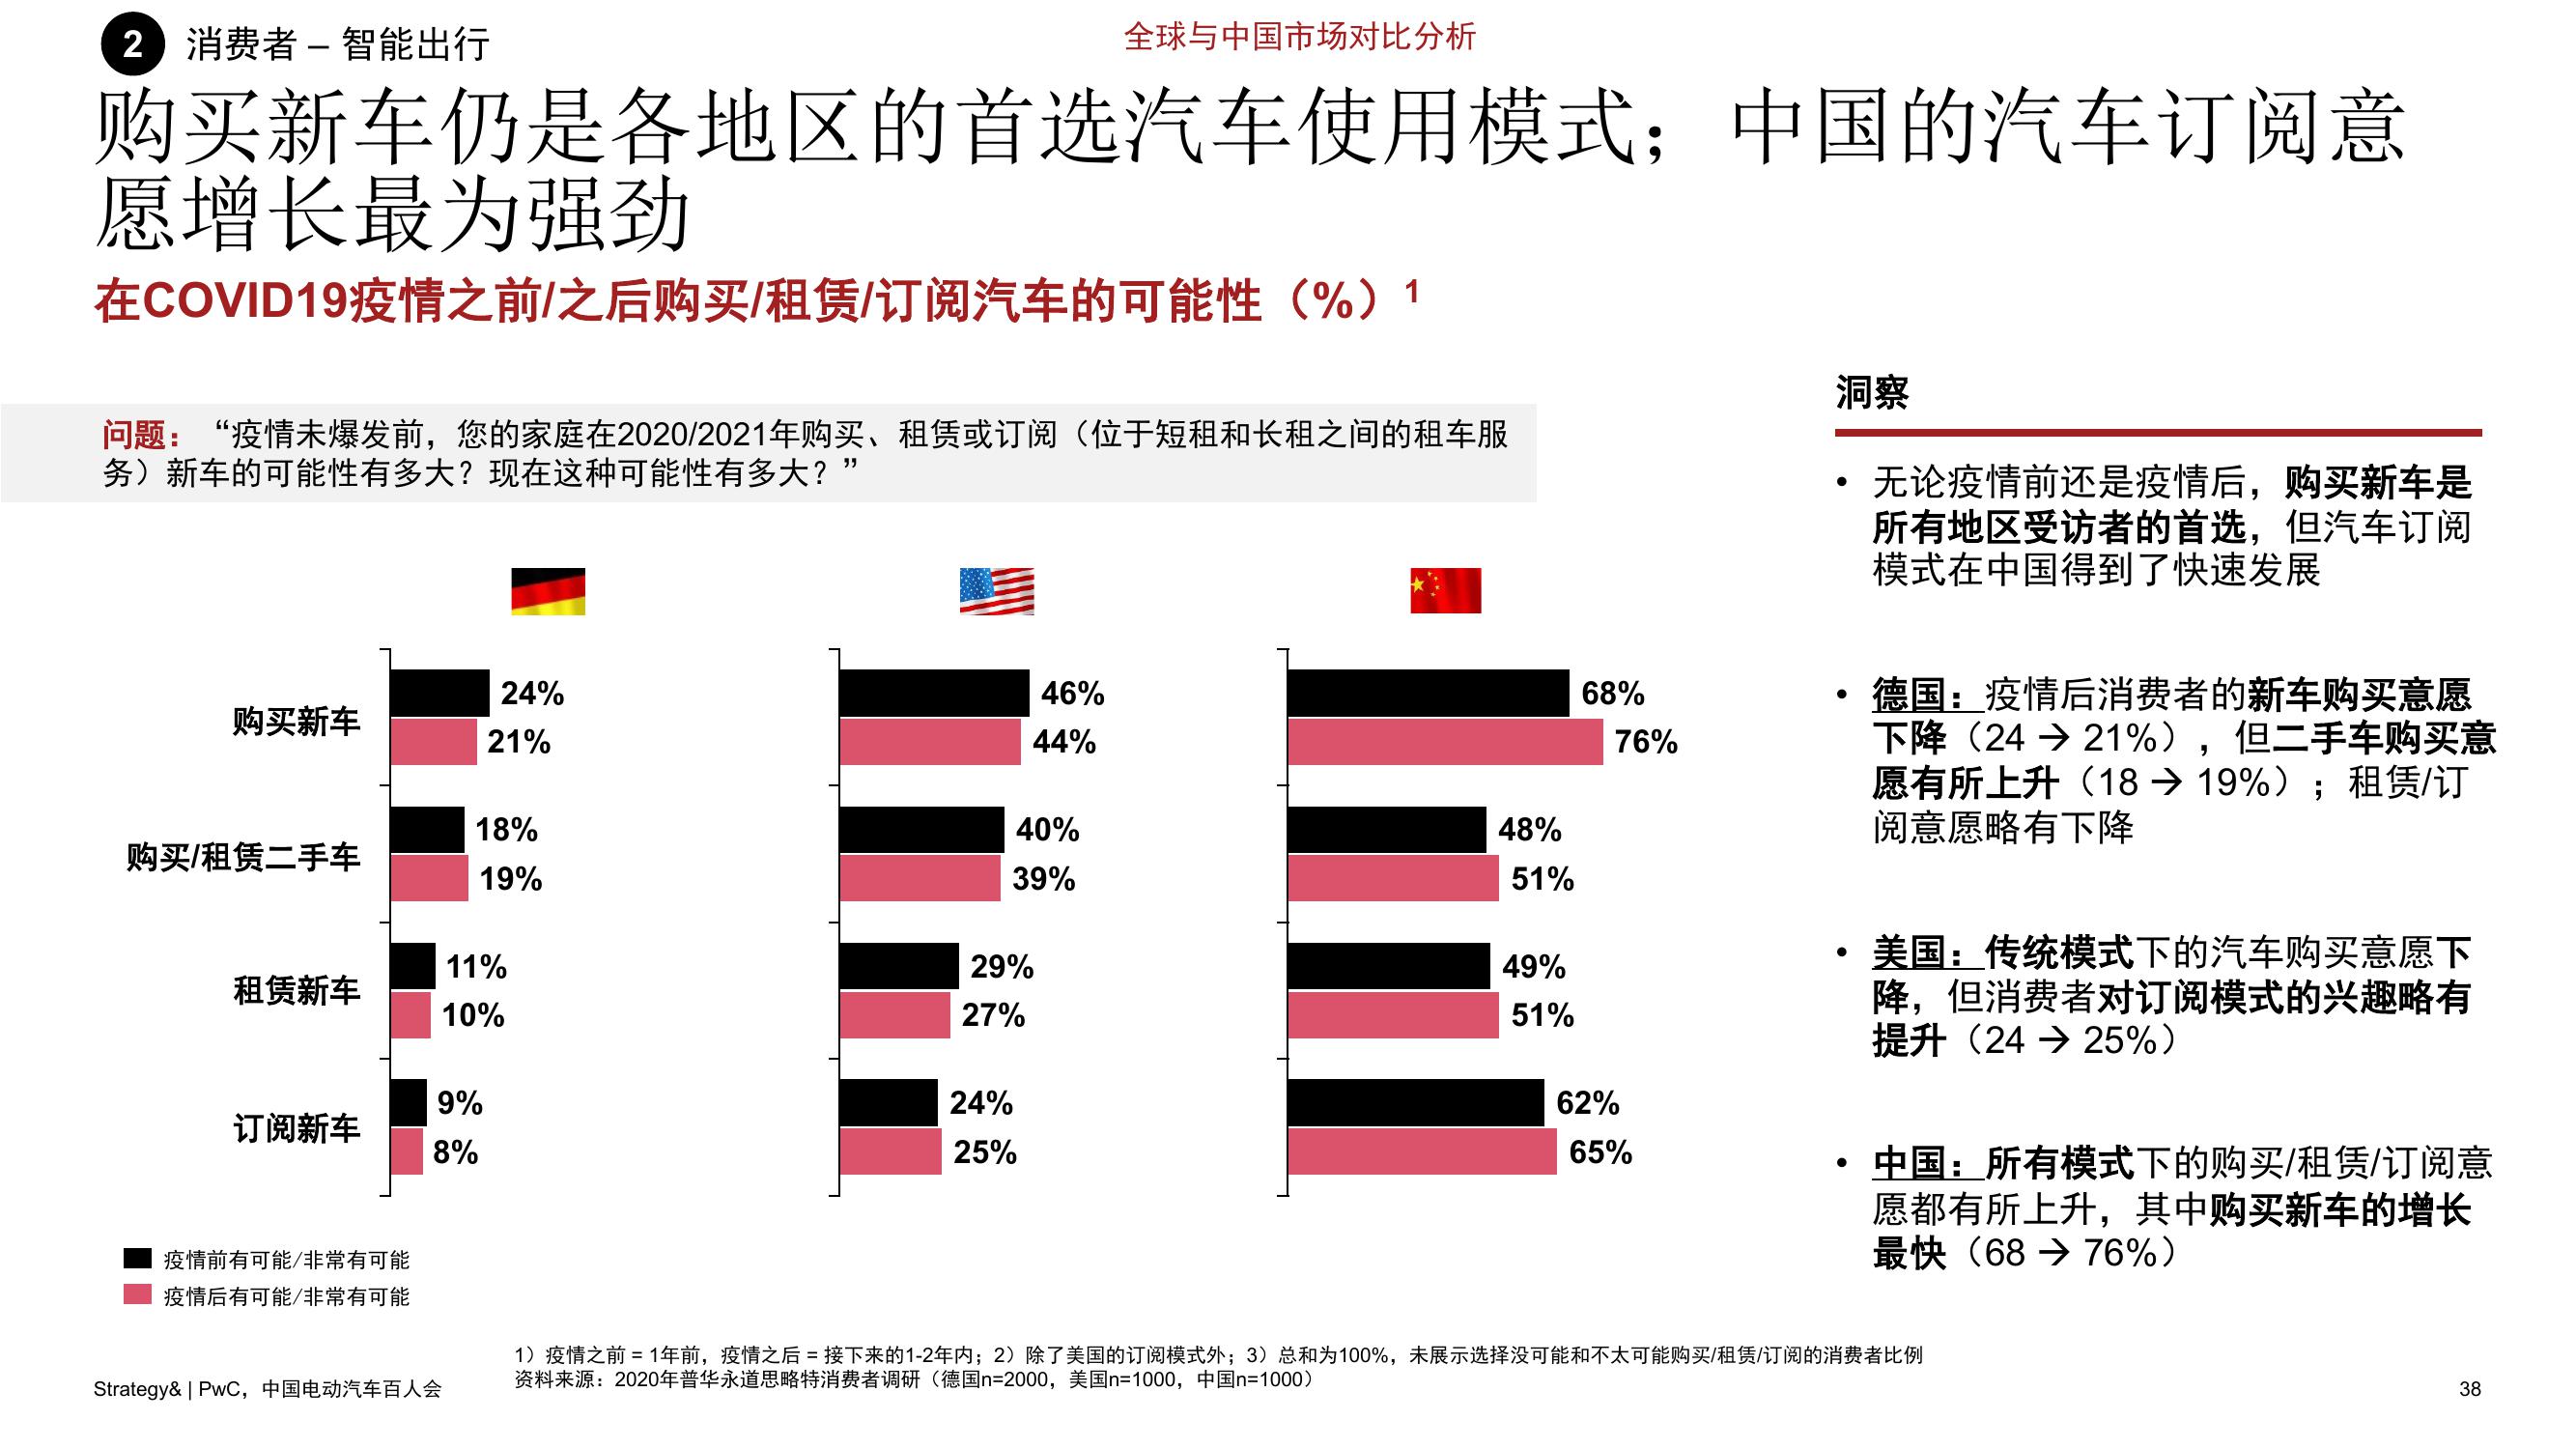 2
消费者 – 智能出行
全球与中国市场对比分析
购买新车仍是各地区的首选汽车使用模式；中国的汽车订阅意
愿增长最为强劲
在COVID19疫情之前/之后购买/租赁/订阅汽车的可能性（%）1
问题：“疫情未爆发前，您的家庭在2020/2021年购买、租赁或订阅（位于短租和长租之间的租车服
务）新车的可能性有多大？现在这种可能性有多大？”
购买新车
24%
21%
46%
44%
68%
76%
购买/租赁二手车
18%
19%
40%
39%
48%
51%
租赁新车
11%
10%
29%
27%
49%
51%
订阅新车
9%
8%
24%
25%
62%
65%
疫情前有可能/非常有可能
疫情后有可能/非常有可能
洞察
• 无论疫情前还是疫情后，购买新车是
所有地区受访者的首选，但汽车订阅
模式在中国得到了快速发展
• 德国：疫情后消费者的新车购买意愿
下降（24 → 21%），但二手车购买意
愿有所上升（18 → 19%）；租赁/订
阅意愿略有下降
• 美国：传统模式下的汽车购买意愿下
降，但消费者对订阅模式的兴趣略有
提升（24 → 25%）
• 中国：所有模式下的购买/租赁/订阅意
愿都有所上升，其中购买新车的增长
最快（68 → 76%）
1）疫情之前 = 1年前，疫情之后 = 接下来的1-2年内；2）除了美国的订阅模式外；3）总和为100%，未展示选择没可能和不太可能购买/租赁/订阅的消费者比例
资料来源：2020年普华永道思略特消费者调研（德国n=2000，美国n=1000，中国n=1000）
Strategy& | PwC，中国电动汽车百人会
38